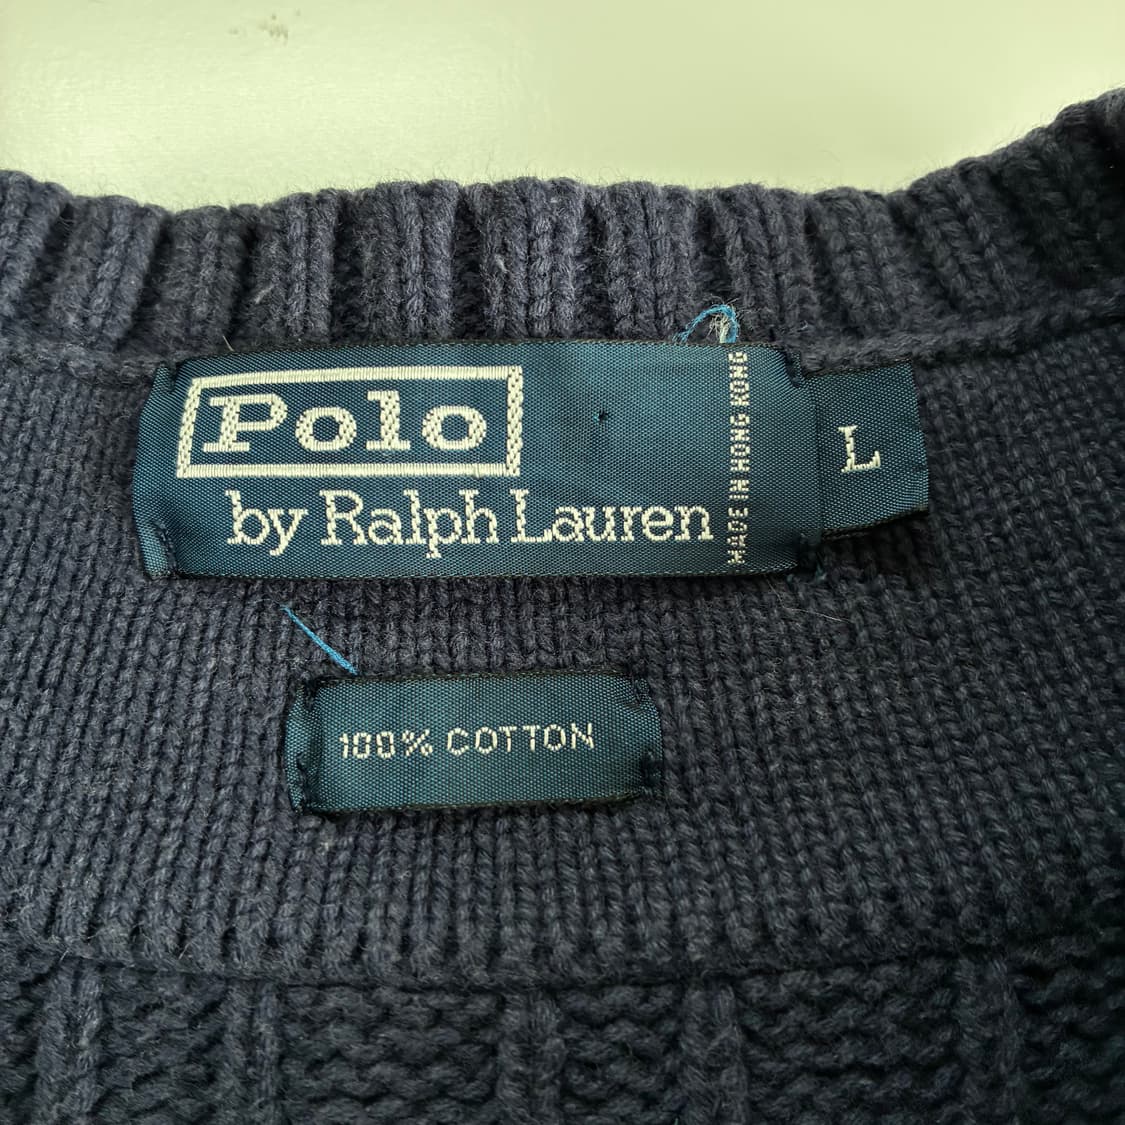 Polo
by Ralph Lauren
MADE IN HONG KONG
L
100% COTTON